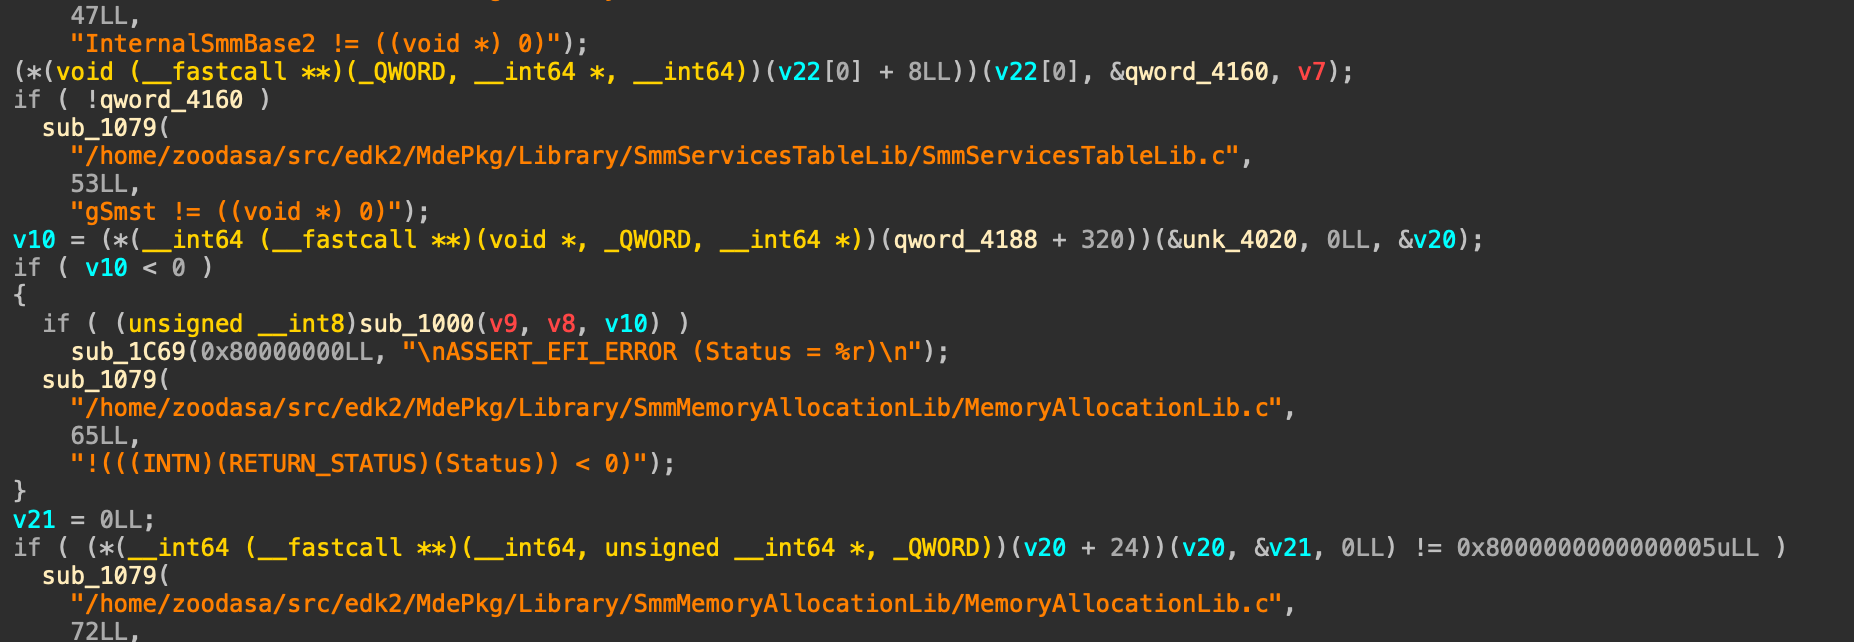 47LL,
"InternalSmmBase2 != ((void *) 0)");
(*(void (__fastcall **)(_QWORD, __int64 *, __int64))(v22[0] + 8LL))(v22[0], &qword_4160, v7);
if ( !qword_4160 )
sub_1079(
"/home/zoodasa/src/edk2/MdePkg/Library/SmmServicesTableLib/SmmServicesTableLib.c",
53LL,
"gSmst != ((void *) 0)");
v10 = (*(__int64 (__fastcall **)(void *, _QWORD, __int64 *))(qword_4188 + 320))(&unk_4020, 0LL, &v20);
if ( v10 < 0 )
{
if ( (unsigned __int8)sub_1000(v9, v8, v10) )
sub_1C69(0x80000000LL, "\nASSERT_EFI_ERROR (Status = %r)\n");
sub_1079(
"/home/zoodasa/src/edk2/MdePkg/Library/SmmMemoryAllocationLib/MemoryAllocationLib.c",
65LL,
"!(((INTN)(RETURN_STATUS)(Status)) < 0)");
}
v21 = 0LL;
if ( (*(__int64 (__fastcall **)(__int64, unsigned __int64 *, _QWORD))(v20 + 24))(v20, &v21, 0LL) != 0x8000000000000005uLL )
sub_1079(
"/home/zoodasa/src/edk2/MdePkg/Library/SmmMemoryAllocationLib/MemoryAllocationLib.c",
72LL,